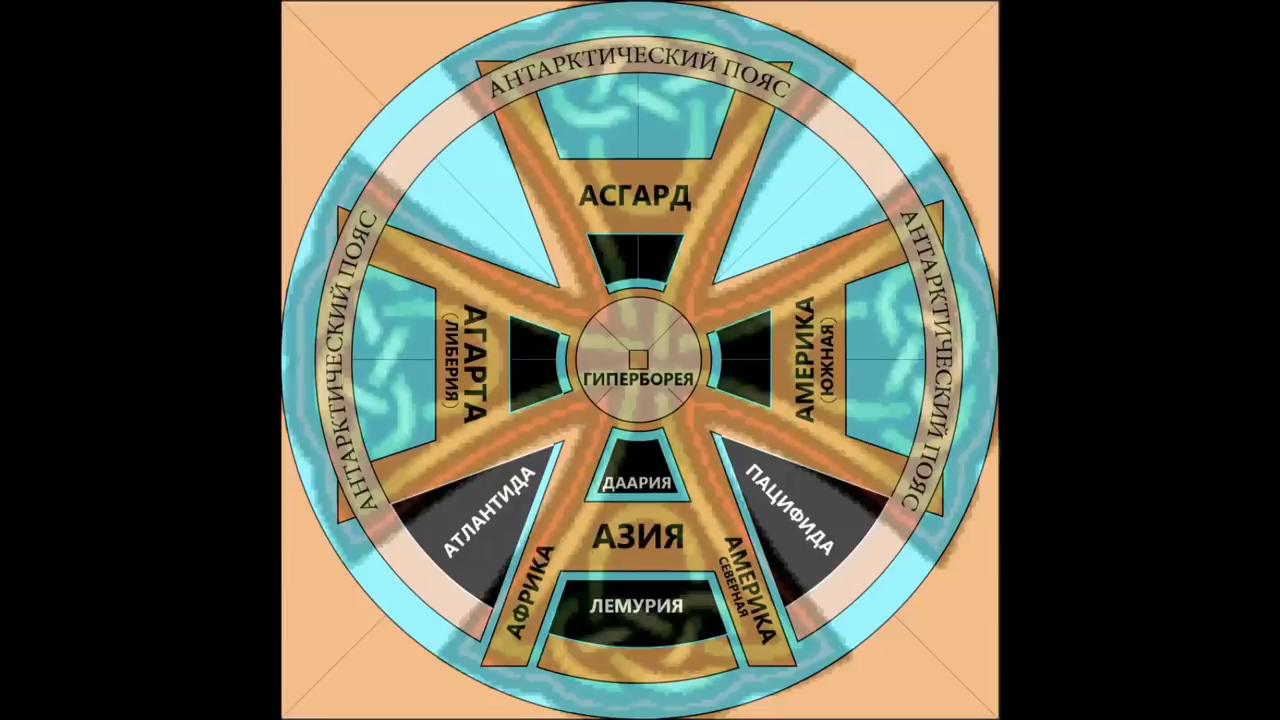 АНТАРКТИЧЕСКИЙ ПОЯС
АСГАРД
АНТАРКТИЧЕСКИЙ ПОЯС
АГАРТА
(ЛИБЕРИЯ)
ГИПЕРБОРЕЯ
АМЕРИКА
(ЮЖНАЯ)
АНТАРКТИЧЕСКИЙ ПОЯС
АТЛАНТИДА
ДААРИЯ
ПАЦИФИДА
АЗИЯ
АФРИКА
АМЕРИКА
СЕВЕРНАЯ
ЛЕМУРИЯ